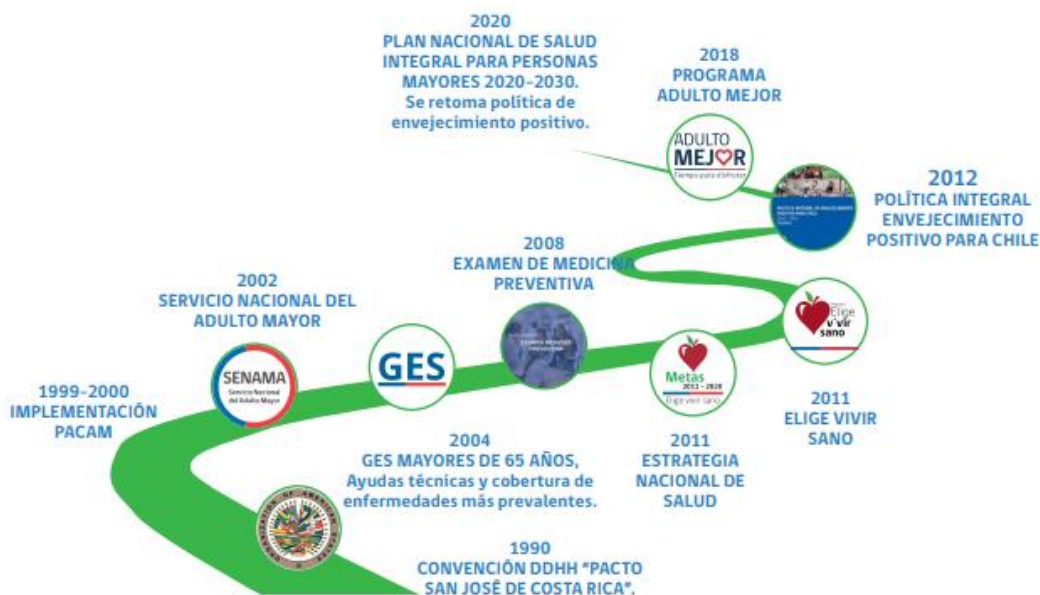 2020
PLAN NACIONAL DE SALUD
INTEGRAL PARA PERSONAS
MAYORES 2020-2030.
Se retoma política de
envejecimiento positivo.
2018
PROGRAMA
ADULTO MEJOR
ADULTO
MEJOR
Tiempo para disfrutar
2012
POLÍTICA INTEGRAL
ENVEJECIMIENTO
POSITIVO PARA CHILE
2008
EXAMEN DE MEDICINA
PREVENTIVA
2002
SERVICIO NACIONAL DEL
ADULTO MAYOR
Elige
vivir
sano
GES
SENAMA
Servicio Nacional
del Adulto Mayor
Metas
2011 - 2020
Elige vivir sano
1999-2000
IMPLEMENTACIÓN
PACAM
2011
ELIGE VIVIR
SANO
2004
GES MAYORES DE 65 AÑOS,
Ayudas técnicas y cobertura de
enfermedades más prevalentes.
2011
ESTRATEGIA
NACIONAL DE
SALUD
1990
CONVENCIÓN DDHH "PACTO
SAN JOSÉ DE COSTA RICA".